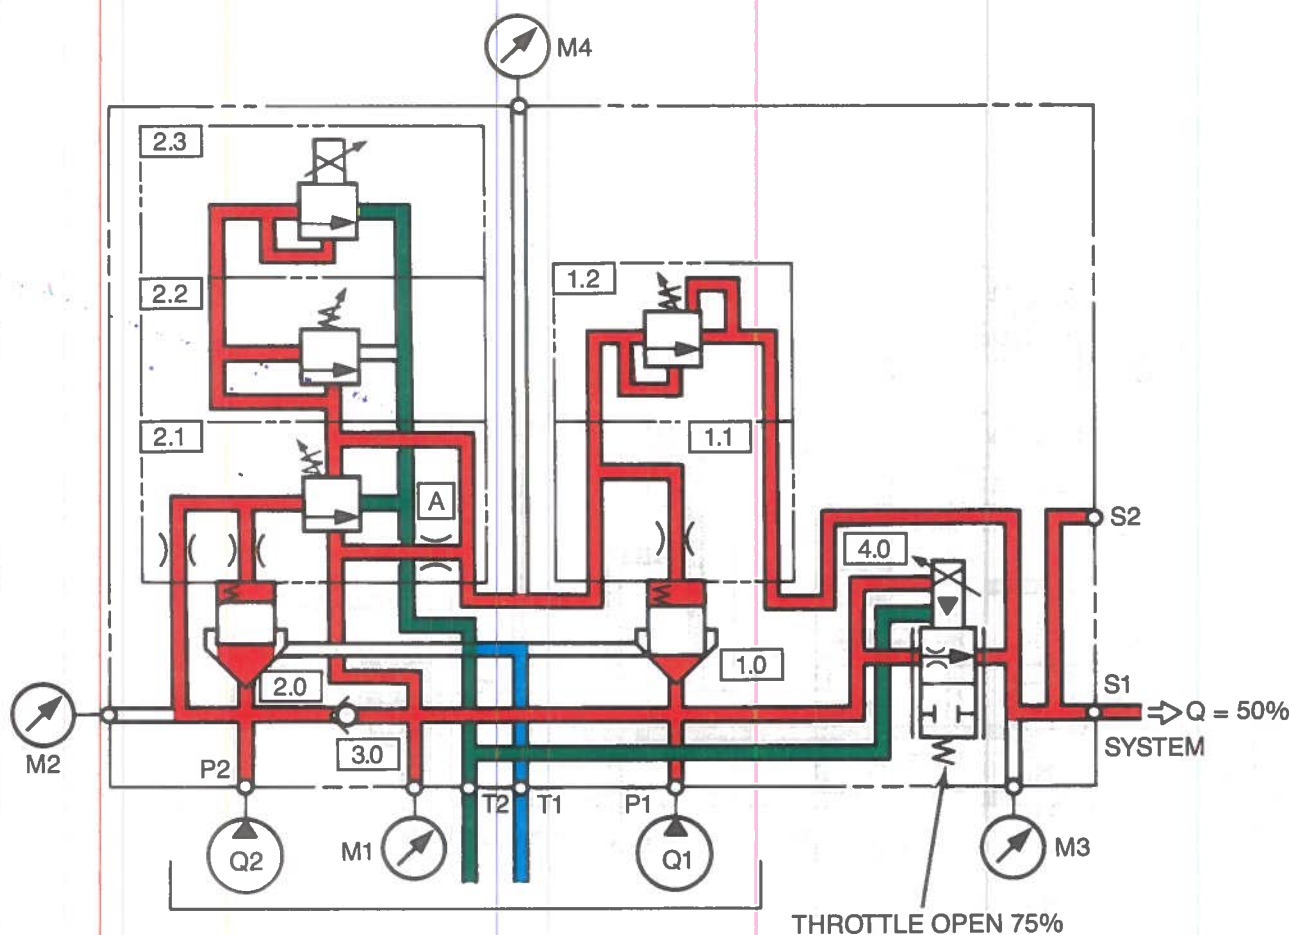 M4
2.3
2.2
1.2
2.1
1.1
A
S2
4.0
1.0
2.0
S1
Q = 50%
M2
P2
3.0
SYSTEM
T2
T1
P1
Q2
M1
Q1
M3
THROTTLE OPEN 75%